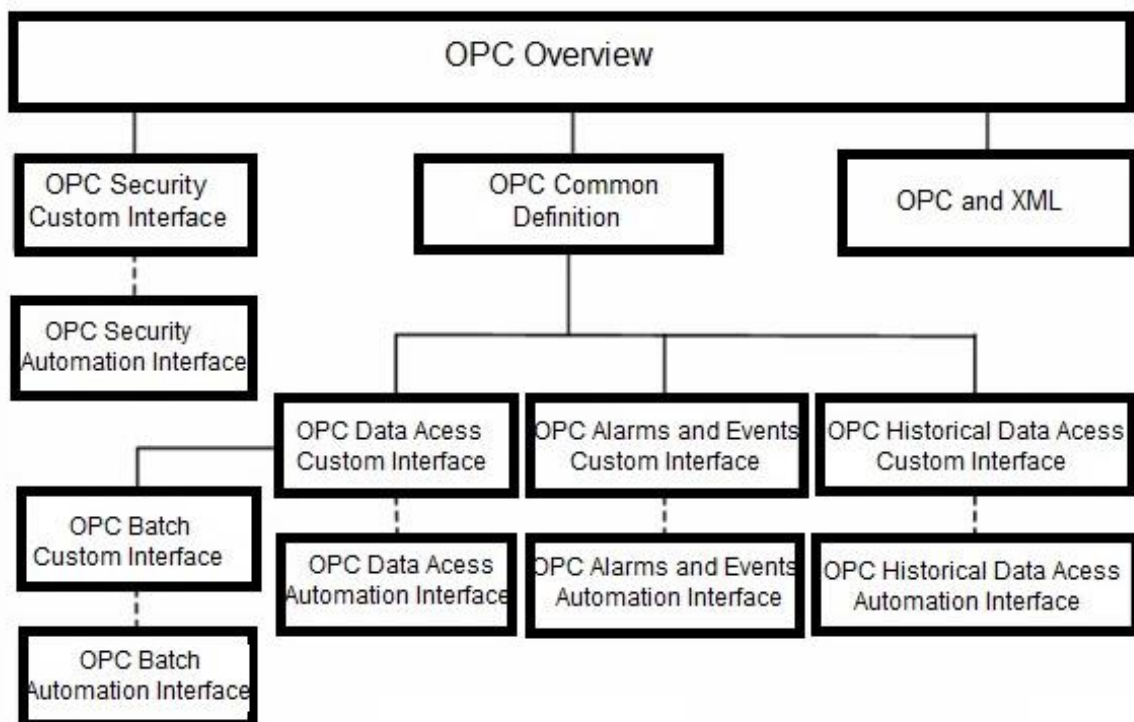 OPC Overview
OPC Security
Custom Interface
OPC Common
Definition
OPC and XML
OPC Security
Automation Interface
OPC Data Acess
Custom Interface
OPC Alarms and Events
Custom Interface
OPC Historical Data Acess
Custom Interface
OPC Batch
Custom Interface
OPC Data Acess
Automation Interface
OPC Alarms and Events
Automation Interface
OPC Historical Data Acess
Automation Interface
OPC Batch
Automation Interface